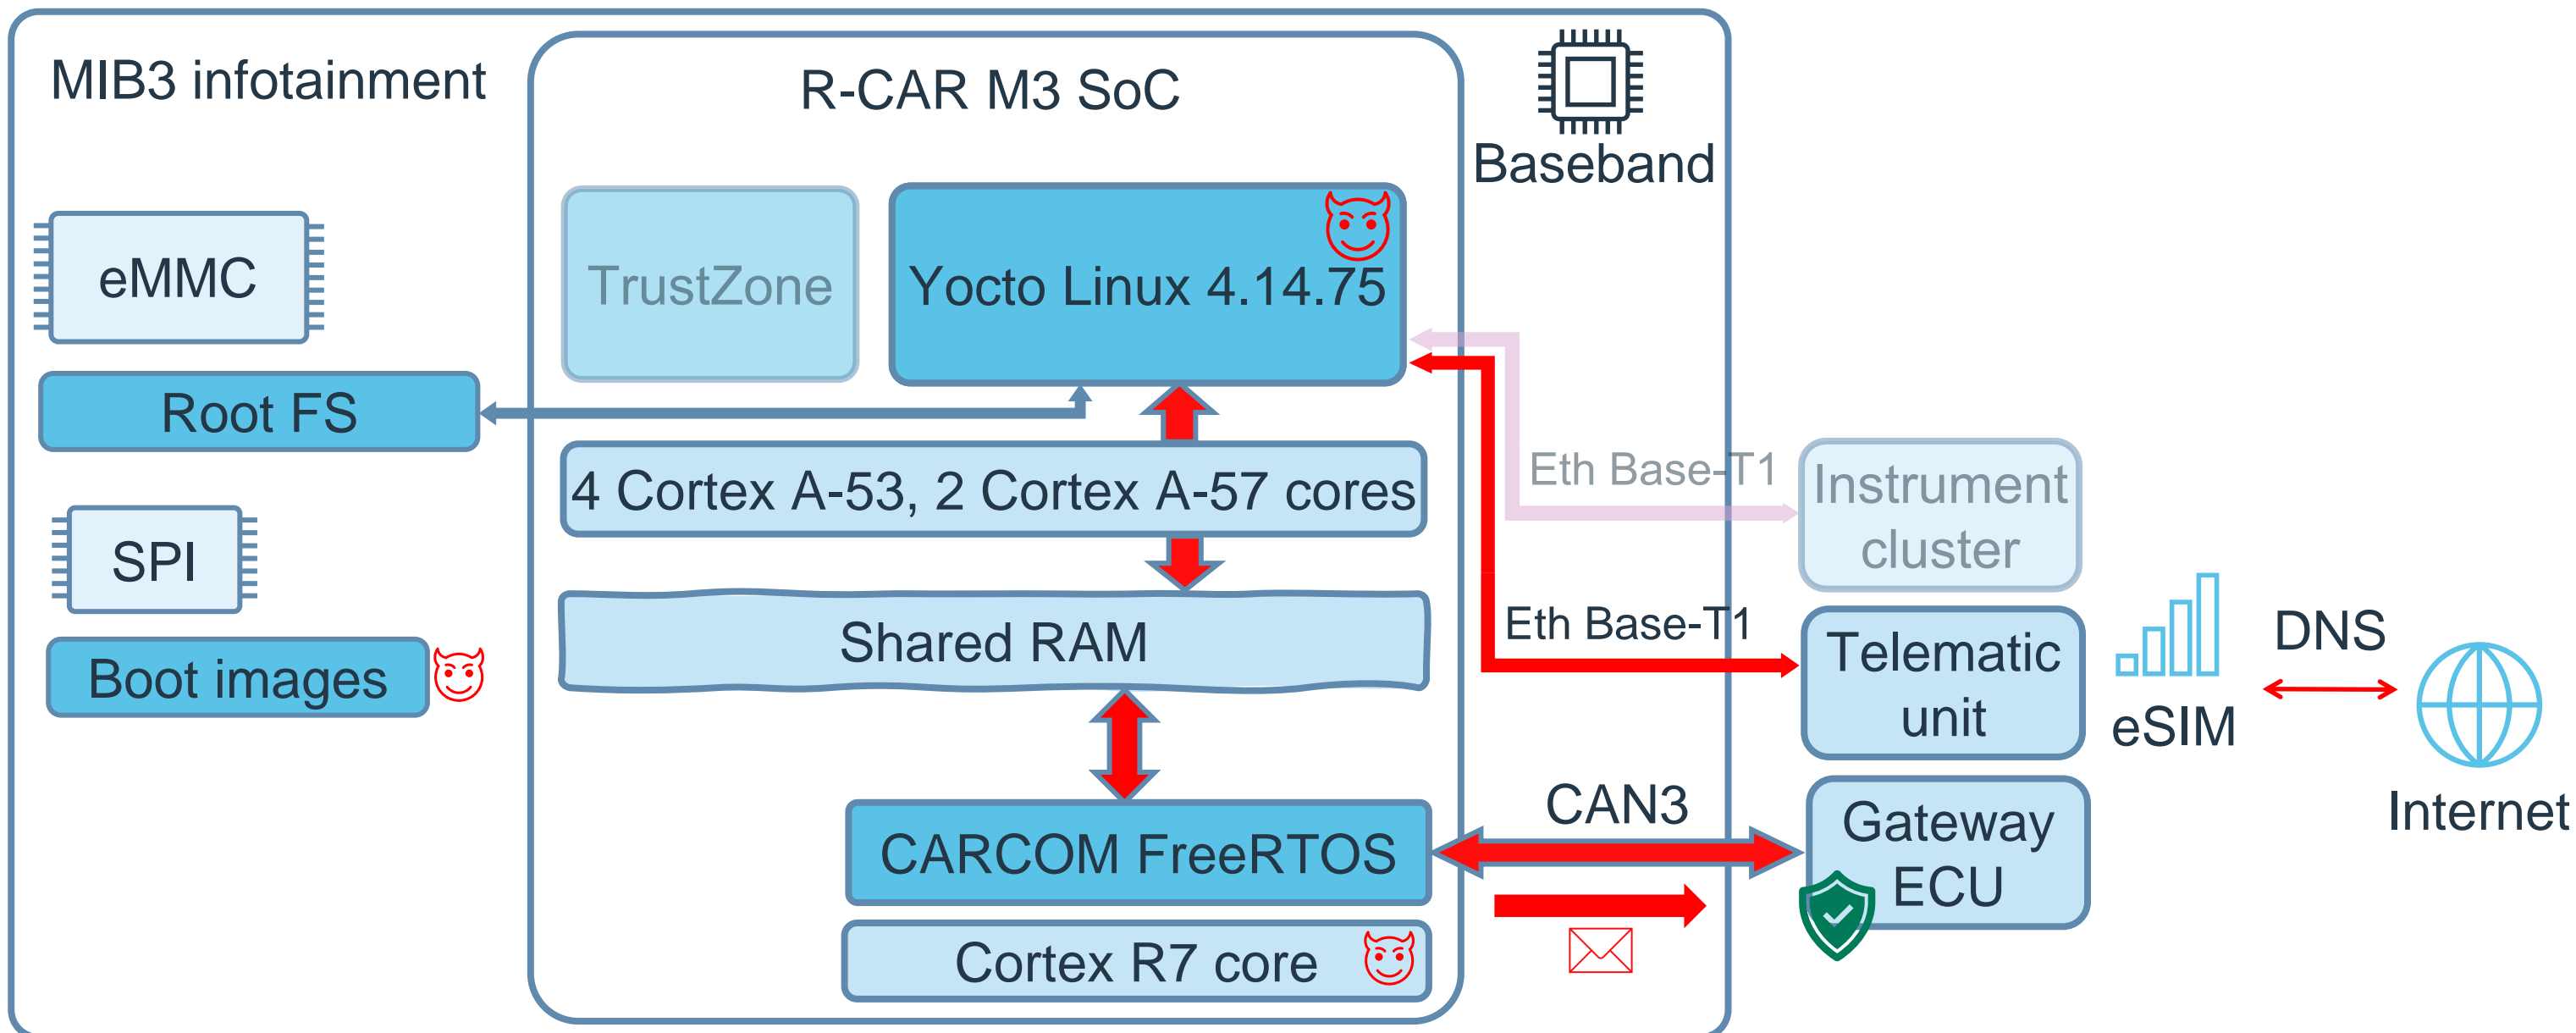 MIB3 infotainment
R-CAR M3 SoC
Baseband
eMMC
TrustZone
Yocto Linux 4.14.75
Root FS
4 Cortex A-53, 2 Cortex A-57 cores
Eth Base-T1
Instrument
cluster
SPI
Shared RAM
Eth Base-T1
Telematic
unit
eSIM
DNS
Internet
Boot images
CARCOM FreeRTOS
CAN3
Gateway
ECU
Cortex R7 core